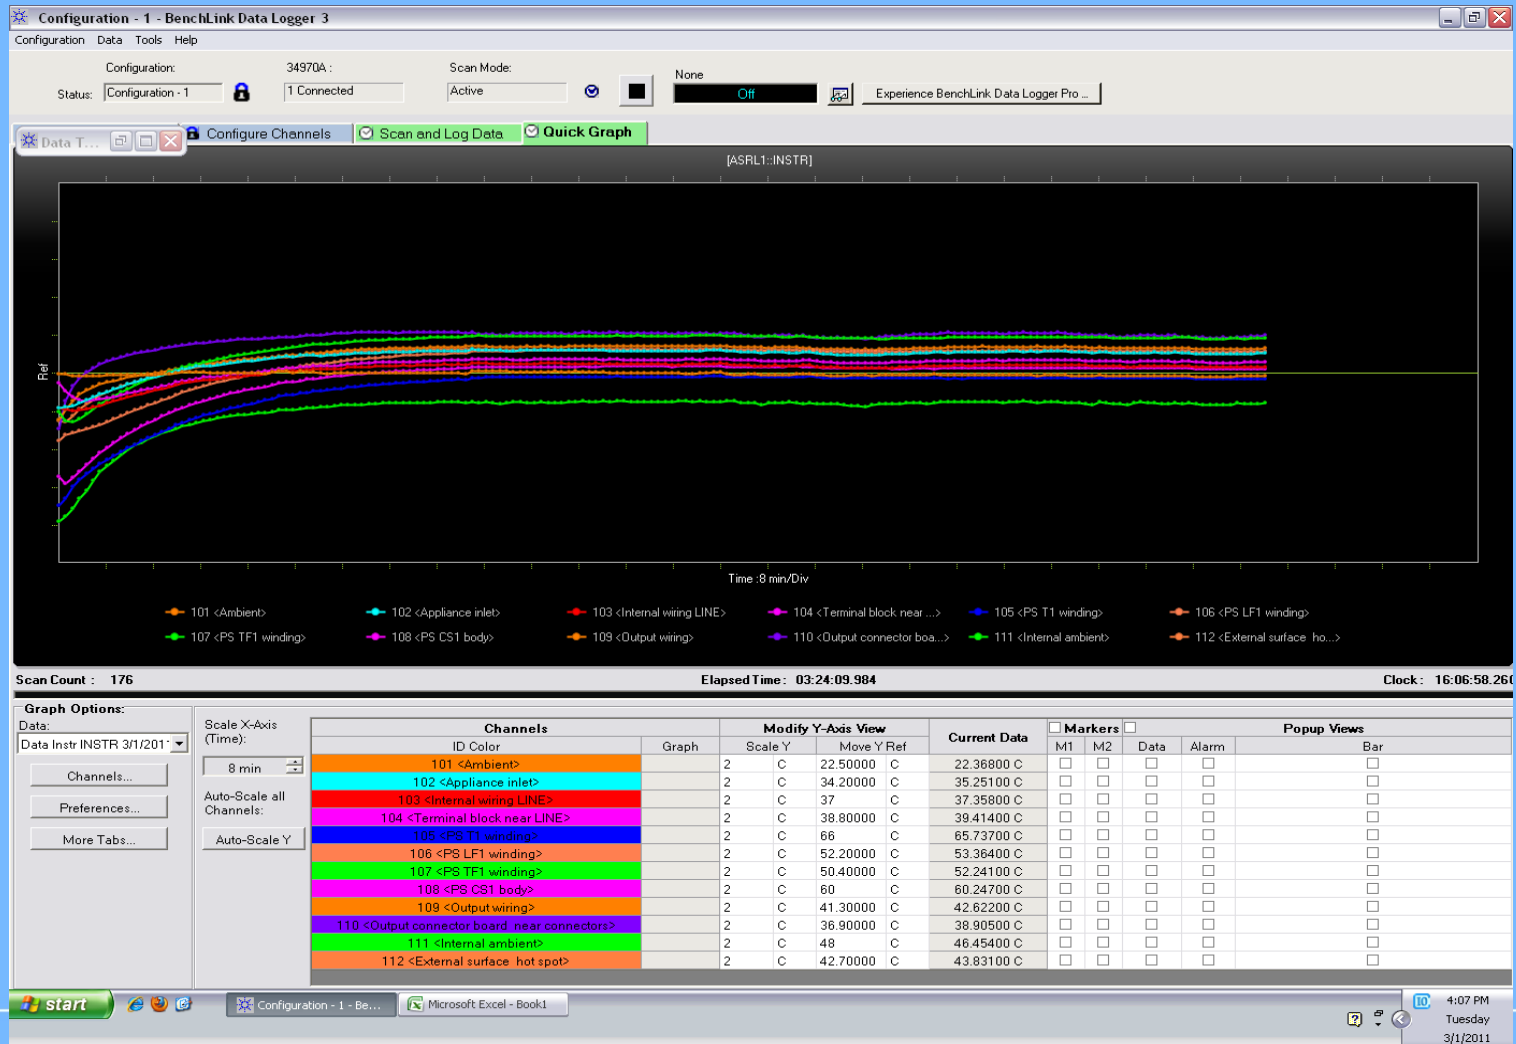 Configuration - 1 - BenchLink Data Logger 3
Configuration Data Tools Help
Configuration: 34970A : Scan Mode: None
Status: Configuration - 1 1 Connected Active Off Experience BenchLink Data Logger Pro ...
Data T... Configure Channels Scan and Log Data Quick Graph
[ASRL1::INSTR]
Ref
Time :8 min/Div
101 <Ambient> 102 <Appliance inlet> 103 <Internal wiring LINE> 104 <Terminal block near ...> 105 <PS T1 winding> 106 <PS LF1 winding>
107 <PS TF1 winding> 108 <PS CS1 body> 109 <Output wiring> 110 <Output connector boa...> 111 <Internal ambient> 112 <External surface ho...>
Scan Count : 176 Elapsed Time : 03:24:09.984 Clock : 16:06:58.260
Graph Options:
Data:
Data Instr INSTR 3/1/201
Channels...
Preferences...
More Tabs...
Scale X-Axis
(Time):
8 min
Auto-Scale all
Channels:
Auto-Scale Y
Channels Modify Y-Axis View Current Data Markers Popup Views
ID Color Graph Scale Y Move Y Ref M1 M2 Data Alarm Bar
101 <Ambient> 2 C 22.50000 C 22.36800 C
102 <Appliance inlet> 2 C 34.20000 C 35.25100 C
103 <Internal wiring LINE> 2 C 37 C 37.35800 C
104 <Terminal block near LINE> 2 C 38.80000 C 39.41400 C
105 <PS T1 winding> 2 C 66 C 65.73700 C
106 <PS LF1 winding> 2 C 52.20000 C 53.36400 C
107 <PS TF1 winding> 2 C 50.40000 C 52.24100 C
108 <PS CS1 body> 2 C 60 C 60.24700 C
109 <Output wiring> 2 C 41.30000 C 42.62200 C
110 <Output connector board near connectors> 2 C 36.90000 C 38.90500 C
111 <Internal ambient> 2 C 48 C 46.45400 C
112 <External surface hot spot> 2 C 42.70000 C 43.83100 C
start Configuration - 1 - Be... Microsoft Excel - Book1
4:07 PM
Tuesday
3/1/2011